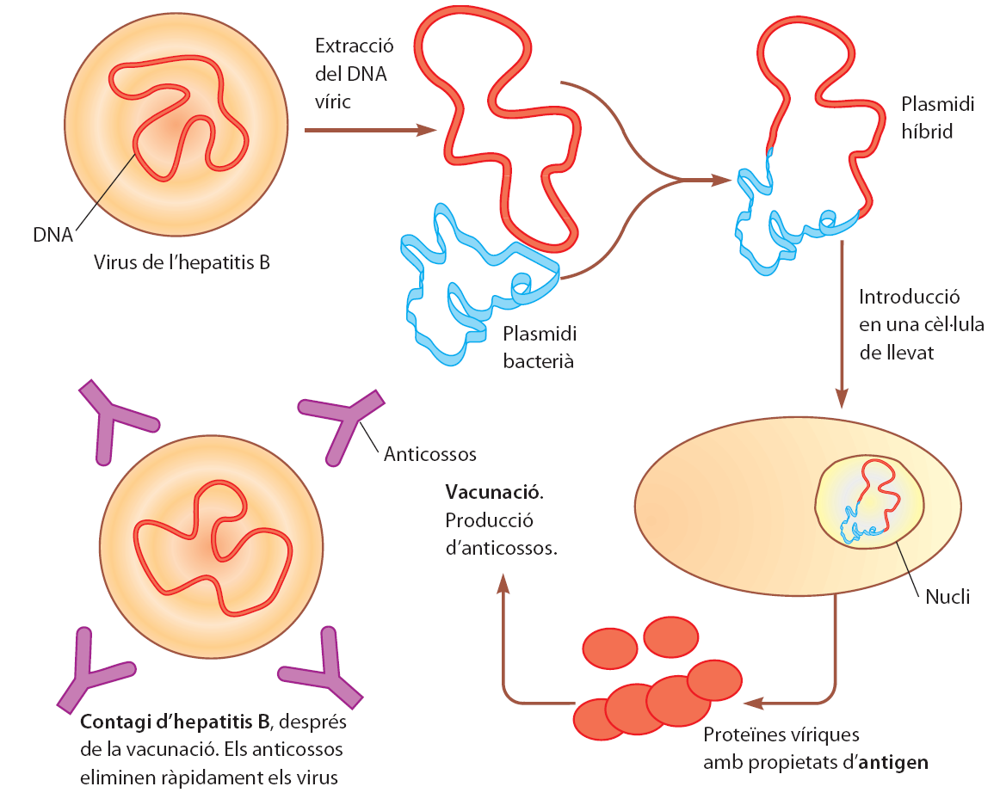 Extracció
del DNA
víric
DNA
Virus de l’hepatitis B
Plasmidi
bacterià
Plasmidi
híbrid
Introducció
en una cèl·lula
de llevat
Nucli
Proteïnes víriques
amb propietats d’antigen
Vacunació.
Producció
d’anticossos.
Anticossos
Contagi d’hepatitis B, després
de la vacunació. Els anticossos
eliminen ràpidament els virus